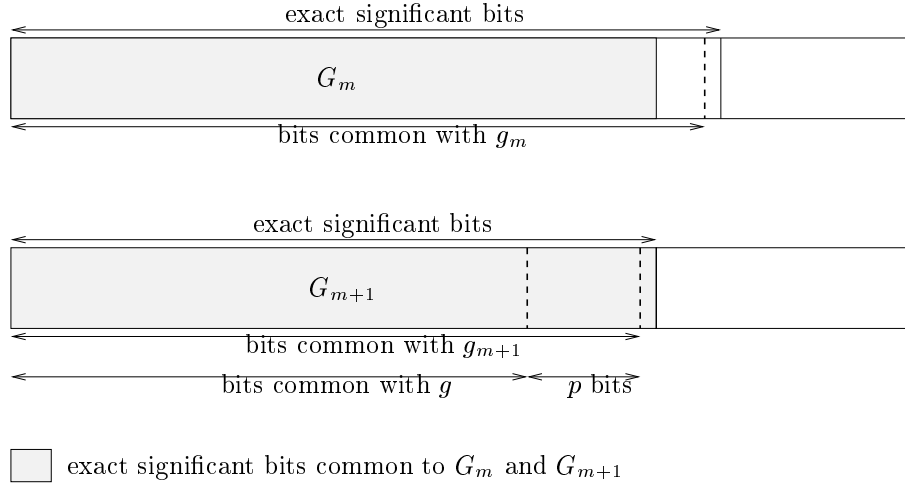 exact significant bits
G_m
bits common with g_m
exact significant bits
G_{m+1}
bits common with g_{m+1}
bits common with g p bits
exact significant bits common to G_m and G_{m+1}